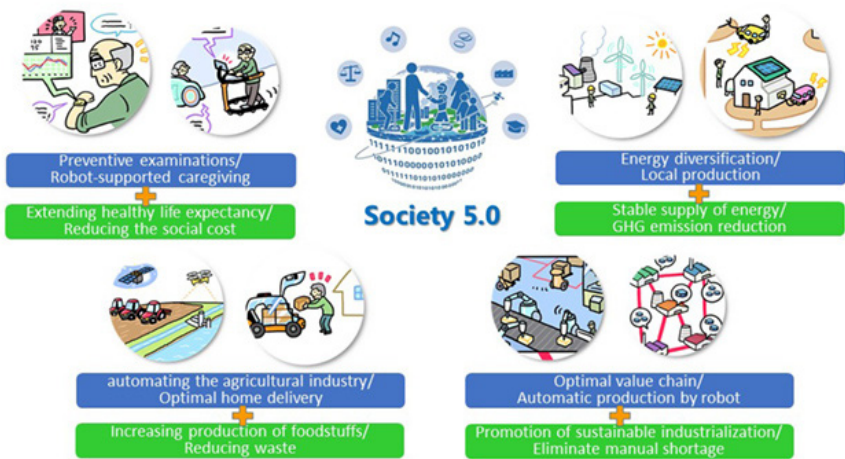 Preventive examinations/
Robot-supported caregiving
Extending healthy life expectancy/
Reducing the social cost
Society 5.0
Energy diversification/
Local production
Stable supply of energy/
GHG emission reduction
automating the agricultural industry/
Optimal home delivery
Increasing production of foodstuffs/
Reducing waste
Optimal value chain/
Automatic production by robot
Promotion of sustainable industrialization/
Eliminate manual shortage